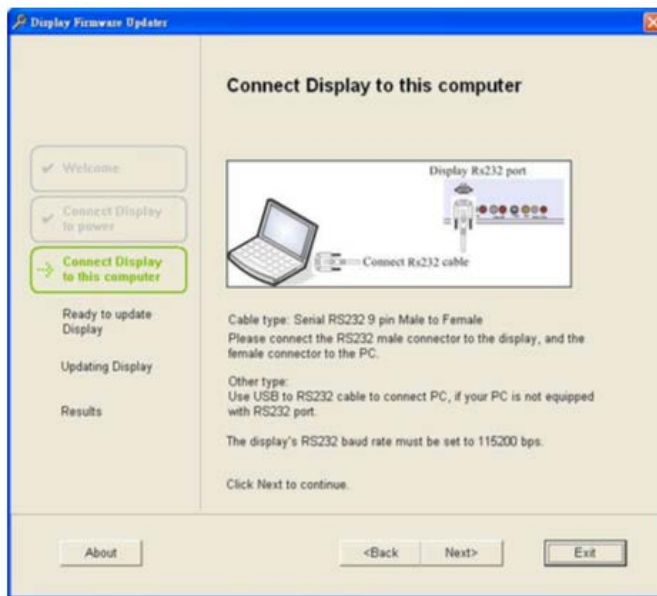 Display Firmware Updater
Connect Display to this computer
Welcome
Connect Display
to power
Connect Display
to this computer
Ready to update
Display
Updating Display
Results
Display Rs232 port
Connect Rs232 cable
Cable type: Serial RS232 9 pin Male to Female
Please connect the RS232 male connector to the display, and the
female connector to the PC.
Other type:
Use USB to RS232 cable to connect PC, if your PC is not equipped
with RS232 port.
The display's RS232 baud rate must be set to 115200 bps.
Click Next to continue.
About
<Back
Next>
Exit